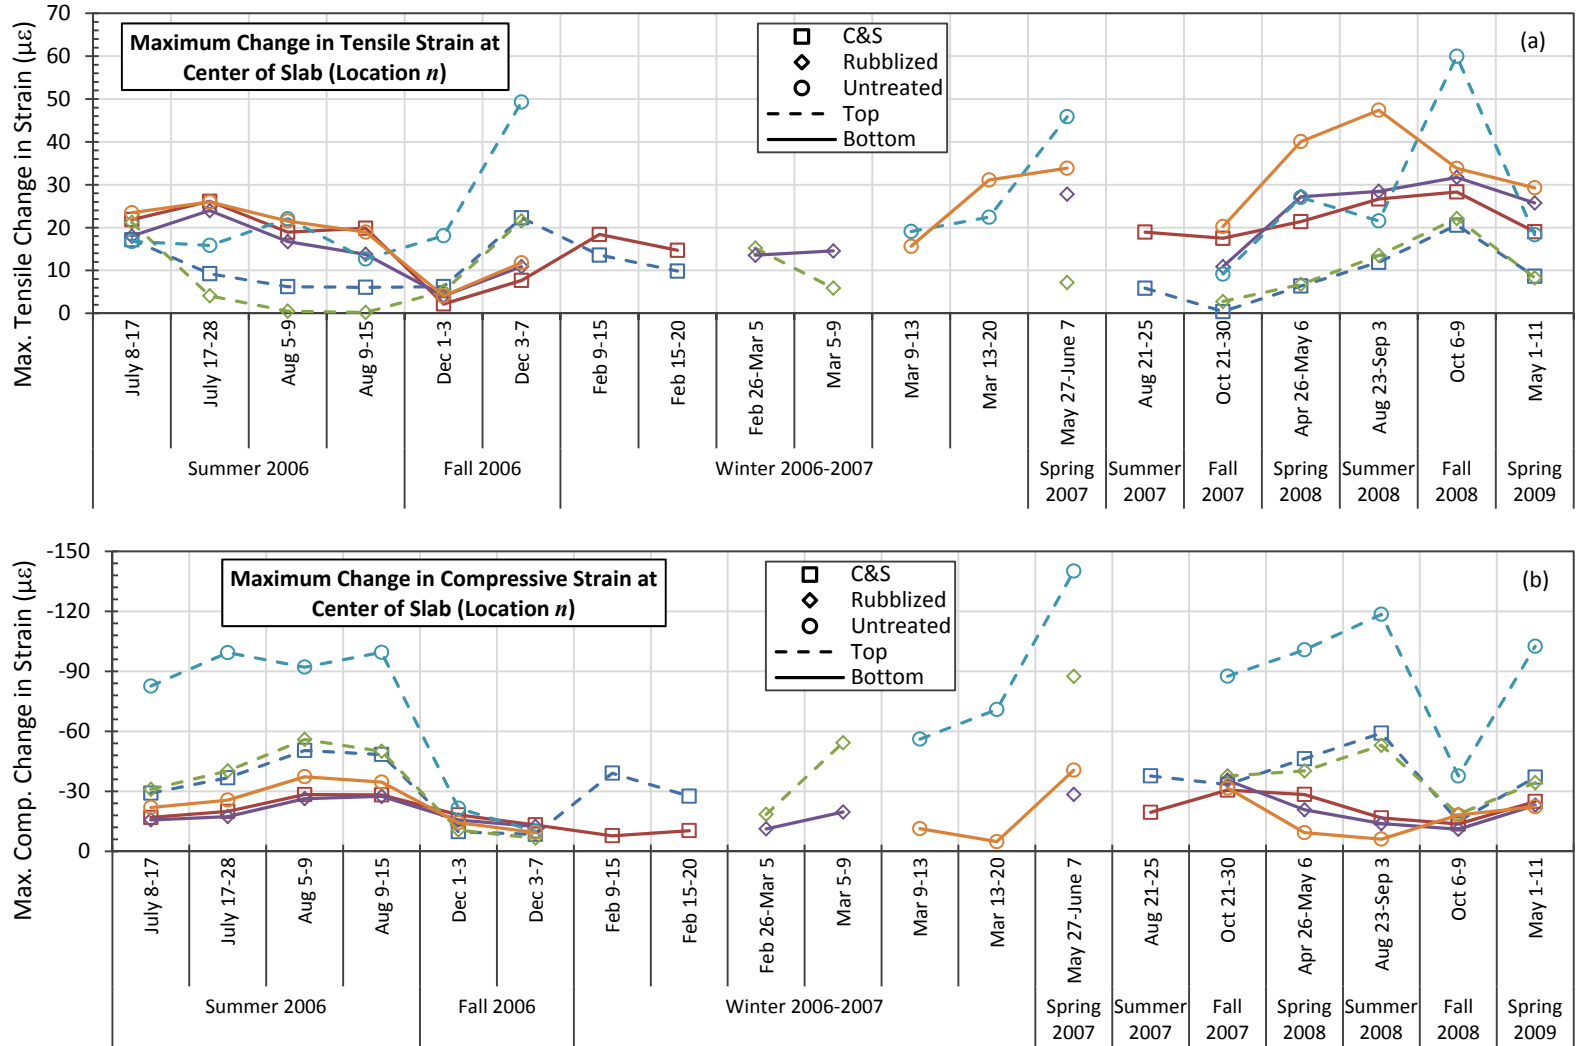 Maximum Change in Tensile Strain at
Center of Slab (Location n)
(a)
C&S
Rubblized
Untreated
Top
Bottom
Max. Tensile Change in Strain (με)
70
60
50
40
30
20
10
0
July 8-17
July 17-28
Aug 5-9
Aug 9-15
Dec 1-3
Dec 3-7
Feb 9-15
Feb 15-20
Feb 26-Mar 5
Mar 5-9
Mar 9-13
Mar 13-20
May 27-June 7
Aug 21-25
Oct 21-30
Apr 26-May 6
Aug 23-Sep 3
Oct 6-9
May 1-11
Summer 2006
Fall 2006
Winter 2006-2007
Spring
2007
Summer
2007
Fall
2007
Spring
2008
Summer
2008
Fall
2008
Spring
2009
Maximum Change in Compressive Strain at
Center of Slab (Location n)
(b)
C&S
Rubblized
Untreated
Top
Bottom
Max. Comp. Change in Strain (με)
-150
-120
-90
-60
-30
0
July 8-17
July 17-28
Aug 5-9
Aug 9-15
Dec 1-3
Dec 3-7
Feb 9-15
Feb 15-20
Feb 26-Mar 5
Mar 5-9
Mar 9-13
Mar 13-20
May 27-June 7
Aug 21-25
Oct 21-30
Apr 26-May 6
Aug 23-Sep 3
Oct 6-9
May 1-11
Summer 2006
Fall 2006
Winter 2006-2007
Spring
2007
Summer
2007
Fall
2007
Spring
2008
Summer
2008
Fall
2008
Spring
2009